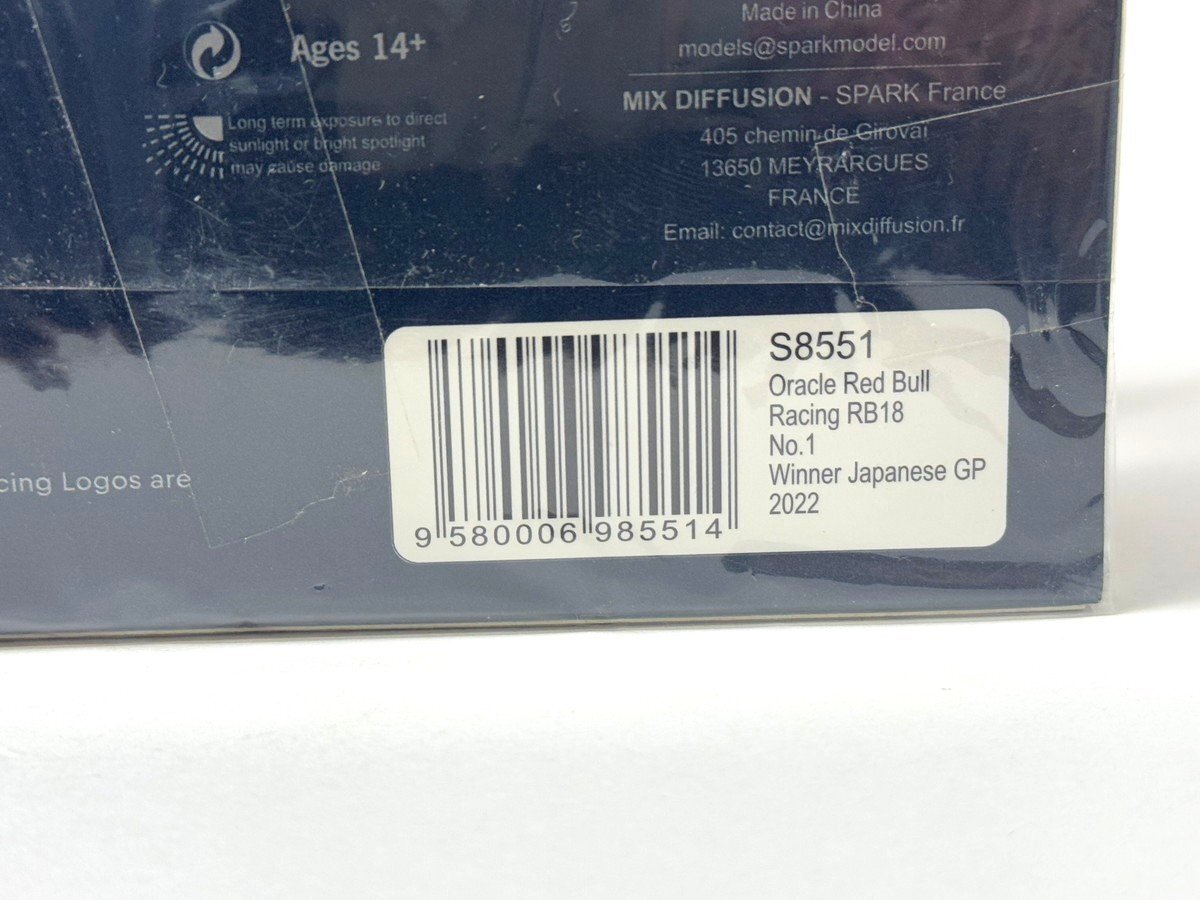 Made in China
models@sparkmodel.com
MIX DIFFUSION - SPARK France
405 chemin de Girovaï
13650 MEYRARGUES
FRANCE
Email: contact@mixdiffusion.fr
Ages 14+
Long term exposure to direct
sunlight or bright spotlight
may cause damage
cing Logos are
S8551
Oracle Red Bull
Racing RB18
No.1
Winner Japanese GP
2022
9 580006 985514